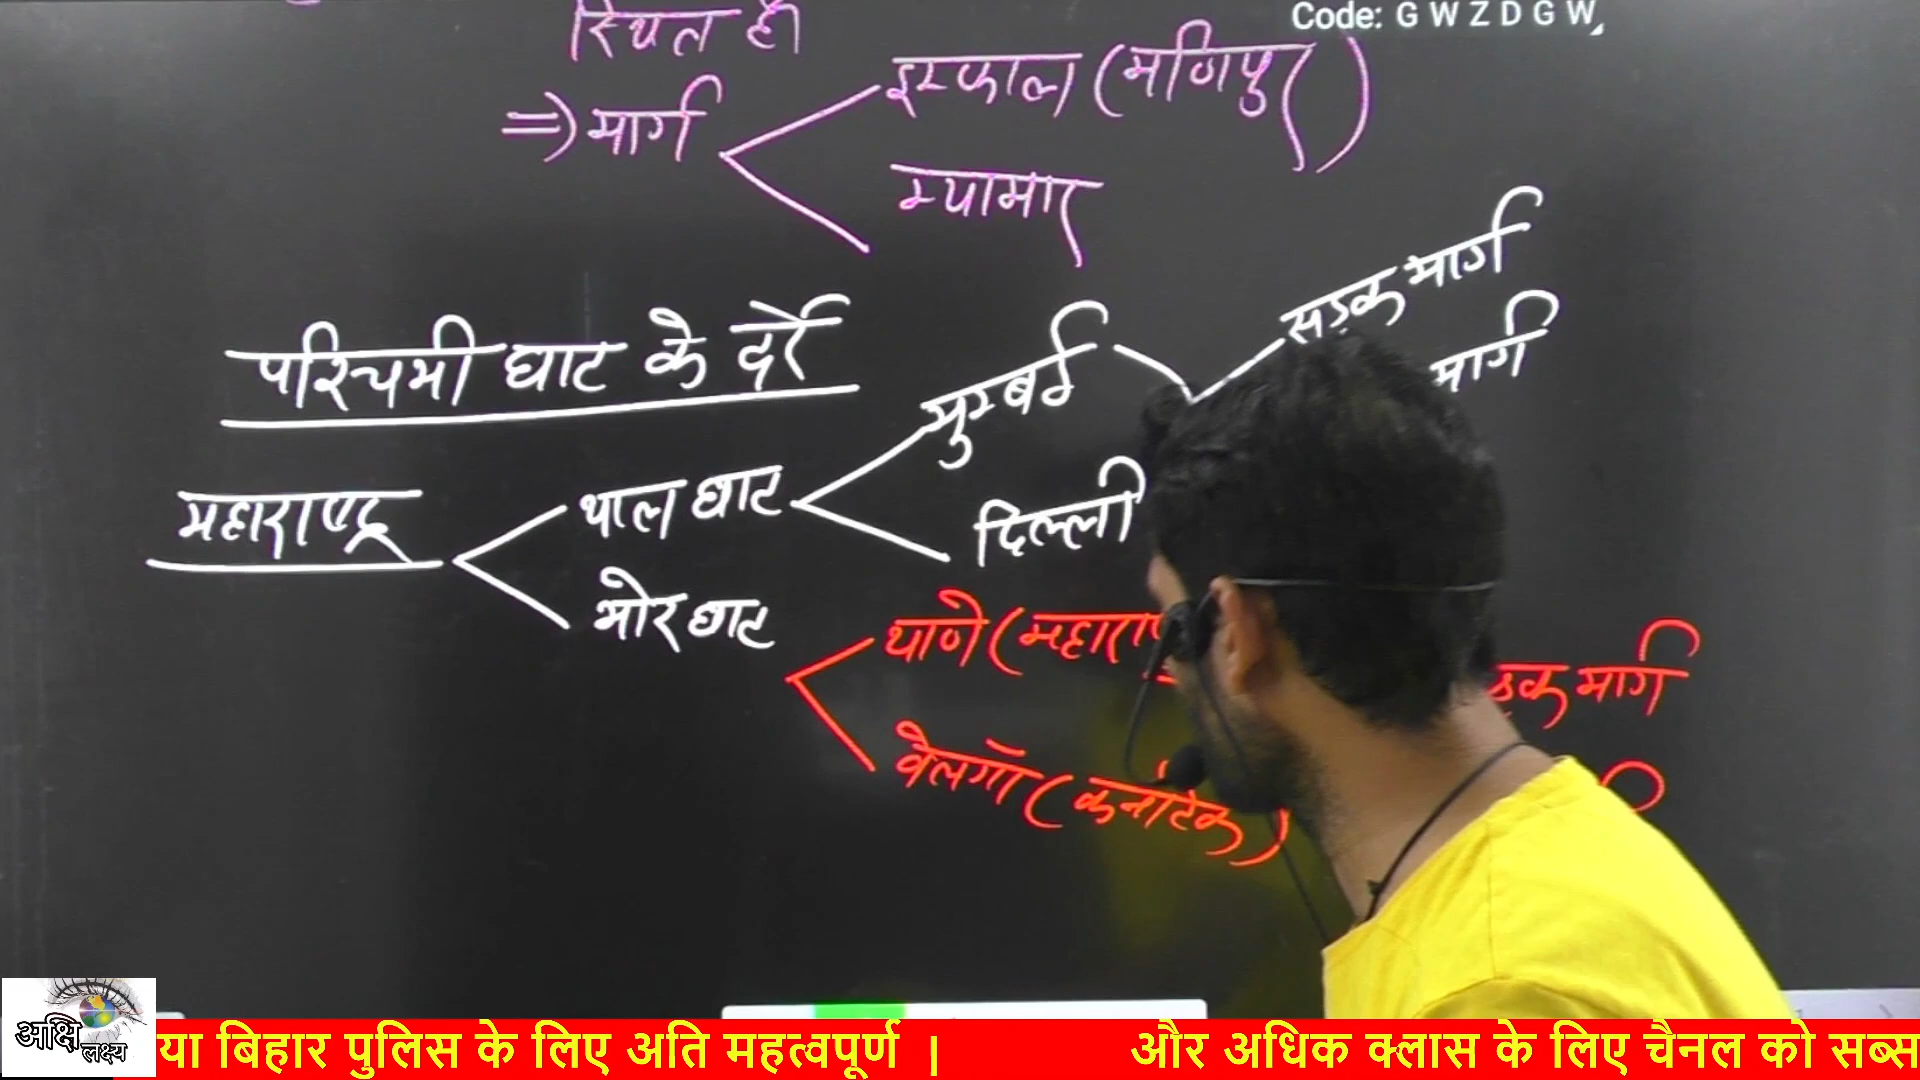 Code: G W Z D G W
स्थित है
⇒ मार्ग
इम्फाल (मणिपुर)
म्यामार
पश्चिमी घाट के दर्रे
महाराष्ट्र
थाल घाट
मुम्बई
दिल्ली
सड़क मार्ग
मार्ग
भोर घाट
थाणे (महारा
वेलगाॅ (कर्नाटक)
ड़क मार्ग
अक्षि
लक्ष्य
या बिहार पुलिस के लिए अति महत्वपूर्ण |
और अधिक क्लास के लिए चैनल को सब्स